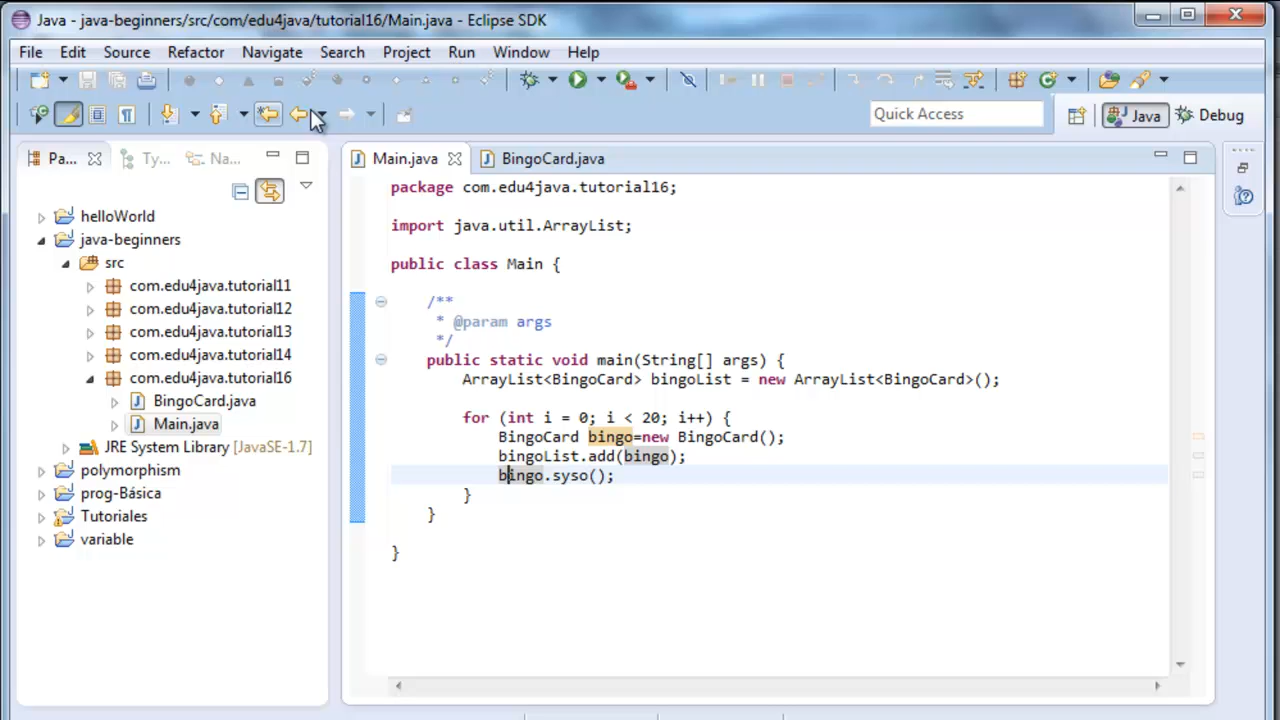 Java - java-beginners/src/com/edu4java/tutorial16/Main.java - Eclipse SDK
File Edit Source Refactor Navigate Search Project Run Window Help
Quick Access
Java
Debug
Pa...
Ty...
Na...
Main.java
BingoCard.java
helloWorld
java-beginners
src
com.edu4java.tutorial11
com.edu4java.tutorial12
com.edu4java.tutorial13
com.edu4java.tutorial14
com.edu4java.tutorial16
BingoCard.java
Main.java
JRE System Library [JavaSE-1.7]
polymorphism
prog-Básica
Tutoriales
variable
package com.edu4java.tutorial16;
import java.util.ArrayList;
public class Main {
/**
* @param args
*/
public static void main(String[] args) {
ArrayList<BingoCard> bingoList = new ArrayList<BingoCard>();
for (int i = 0; i < 20; i++) {
BingoCard bingo=new BingoCard();
bingoList.add(bingo);
bingo.syso();
}
}
}